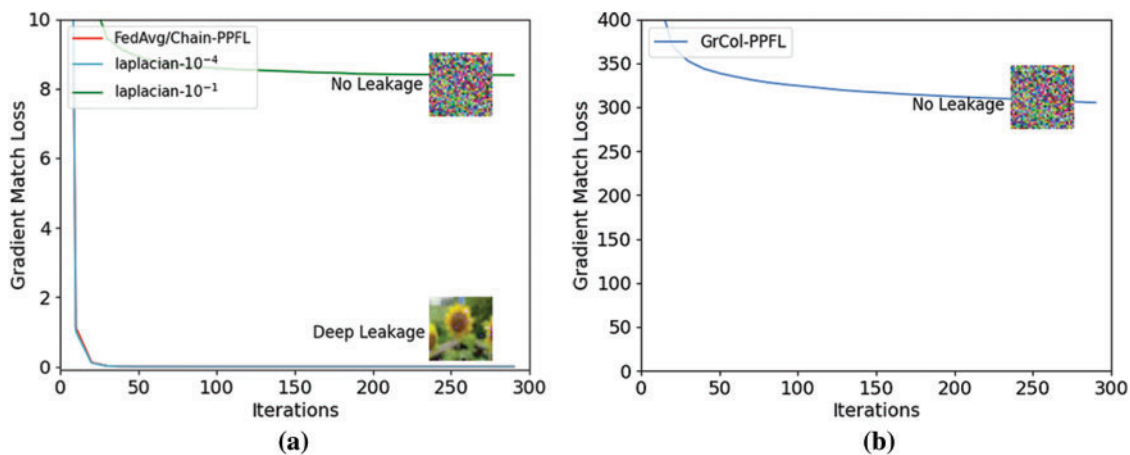 FedAvg/Chain-PPFL
laplacian-10⁻⁴
laplacian-10⁻¹
No Leakage
Deep Leakage
10
8
6
4
2
0
0 50 100 150 200 250 300
Gradient Match Loss
Iterations
(a)
GrCol-PPFL
No Leakage
400
350
300
250
200
150
100
50
0
0 50 100 150 200 250 300
Gradient Match Loss
Iterations
(b)